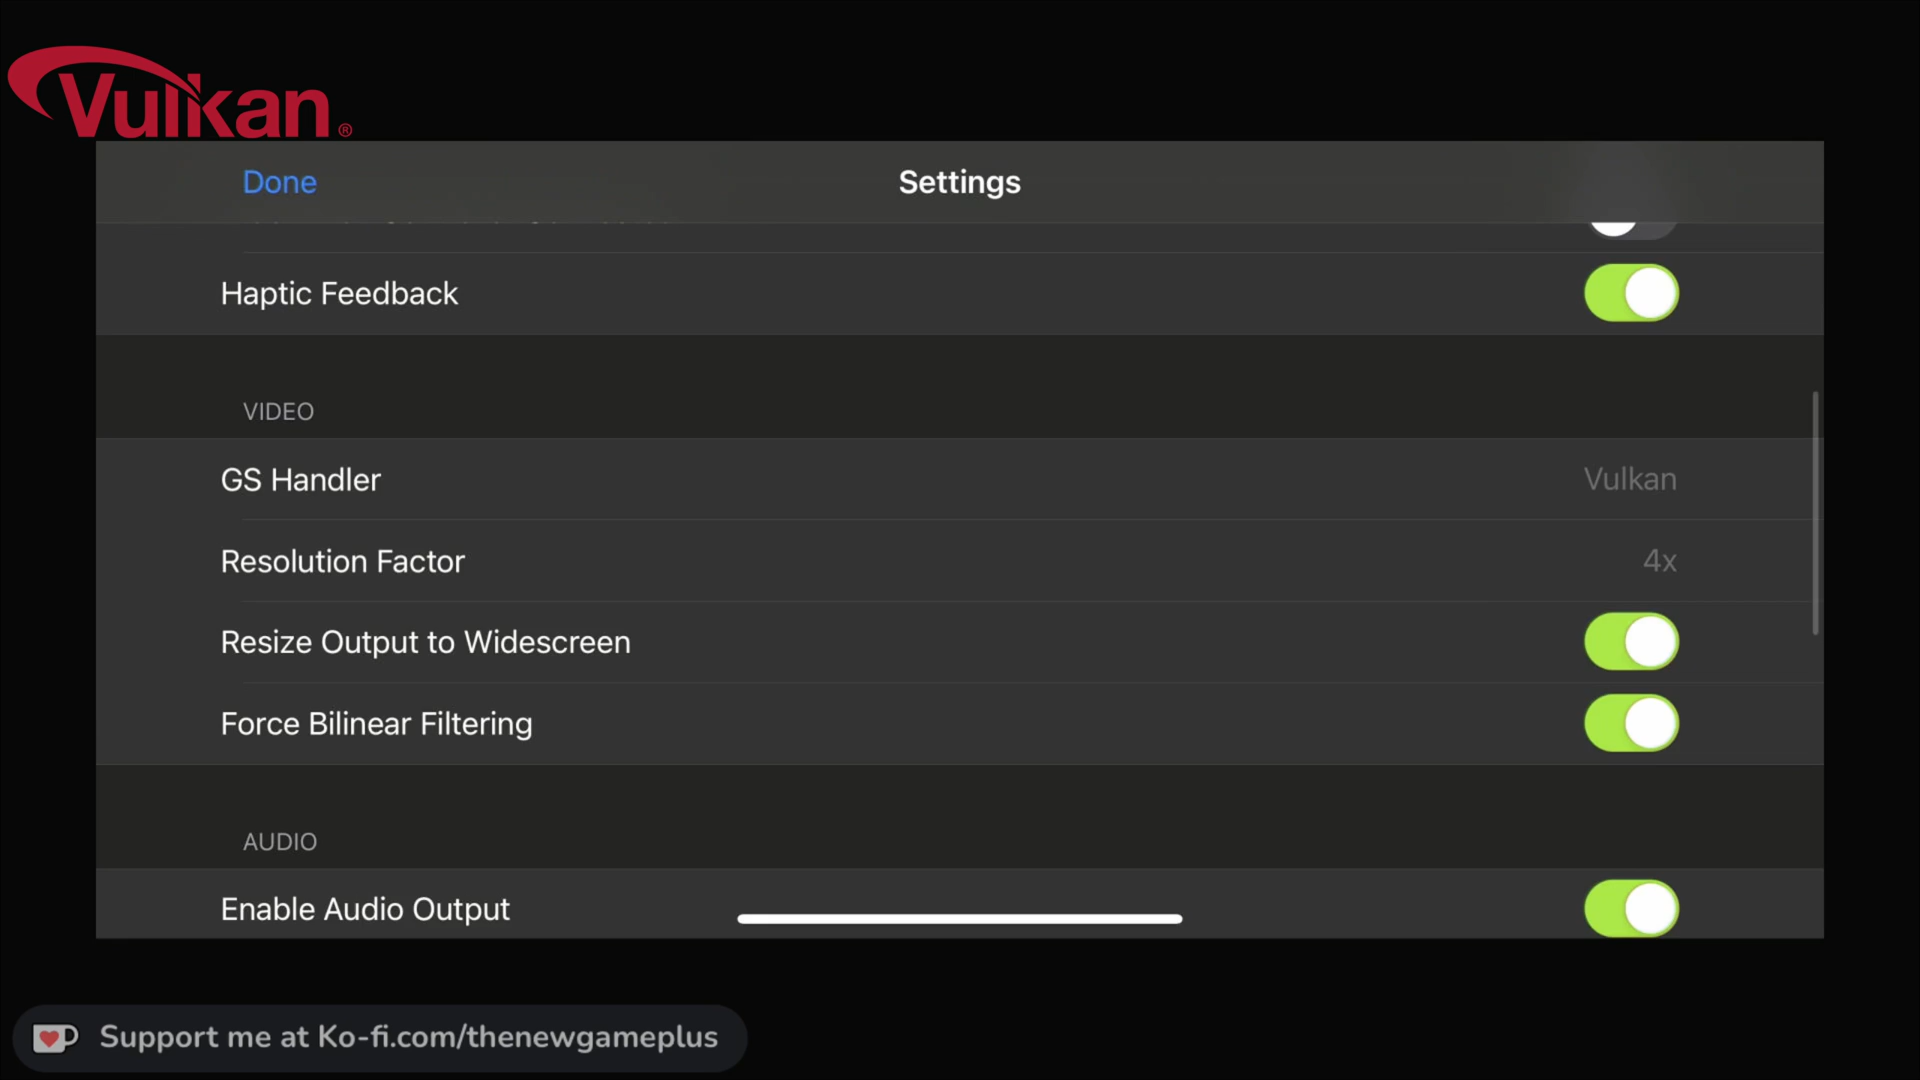 Vulkan®
Done
Settings
Haptic Feedback
VIDEO
GS Handler
Vulkan
Resolution Factor
4x
Resize Output to Widescreen
Force Bilinear Filtering
AUDIO
Enable Audio Output
Support me at Ko-fi.com/thenewgameplus